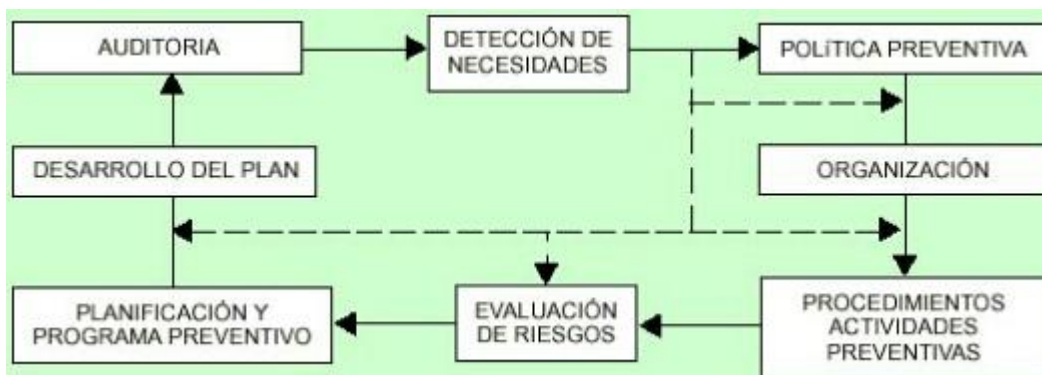 AUDITORIA
DETECCIÓN DE
NECESIDADES
POLíTICA PREVENTIVA
DESARROLLO DEL PLAN
ORGANIZACIÓN
PLANIFICACIÓN Y
PROGRAMA PREVENTIVO
EVALUACIÓN
DE RIESGOS
PROCEDIMIENTOS
ACTIVIDADES
PREVENTIVAS